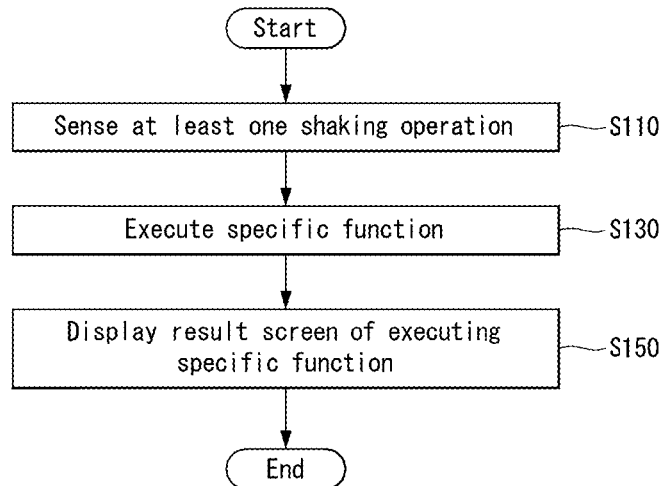 Start
Sense at least one shaking operation
S110
Execute specific function
S130
Display result screen of executing
specific function
S150
End